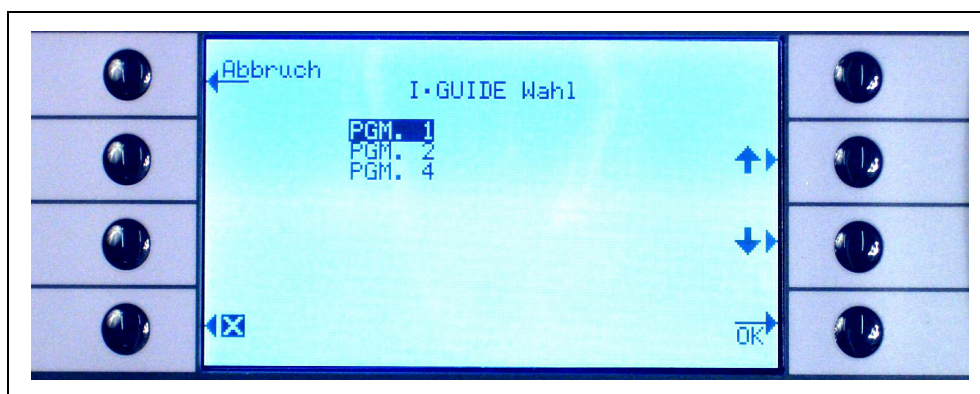 Abbruch
I·GUIDE Wahl
PGM. 1
PGM. 2
PGM. 4
OK